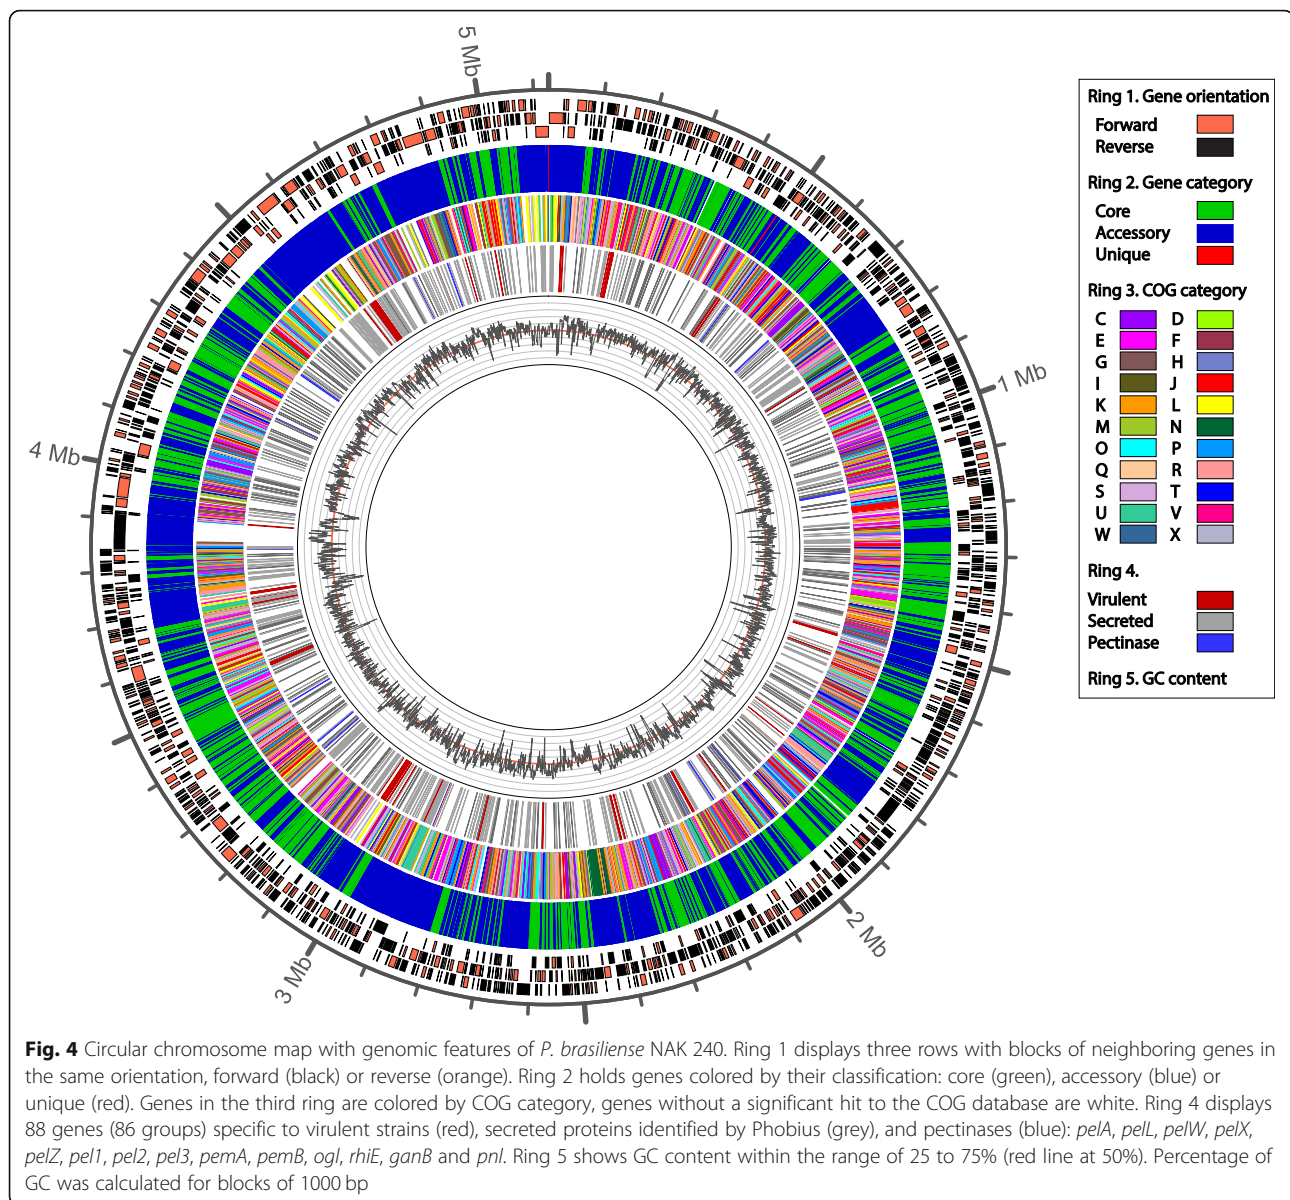 5 Mb
1 Mb
4 Mb
2 Mb
3 Mb
Ring 1. Gene orientation
Forward
Reverse
Ring 2. Gene category
Core
Accessory
Unique
Ring 3. COG category
C D
E F
G H
I J
K L
M N
O P
Q R
S T
U V
W X
Ring 4.
Virulent
Secreted
Pectinase
Ring 5. GC content
Fig. 4 Circular chromosome map with genomic features of P. brasiliense NAK 240. Ring 1 displays three rows with blocks of neighboring genes in
the same orientation, forward (black) or reverse (orange). Ring 2 holds genes colored by their classification: core (green), accessory (blue) or
unique (red). Genes in the third ring are colored by COG category, genes without a significant hit to the COG database are white. Ring 4 displays
88 genes (86 groups) specific to virulent strains (red), secreted proteins identified by Phobius (grey), and pectinases (blue): pelA, pelL, pelW, pelX,
pelZ, pel1, pel2, pel3, pemA, pemB, ogl, rhiE, ganB and pnl. Ring 5 shows GC content within the range of 25 to 75% (red line at 50%). Percentage of
GC was calculated for blocks of 1000 bp